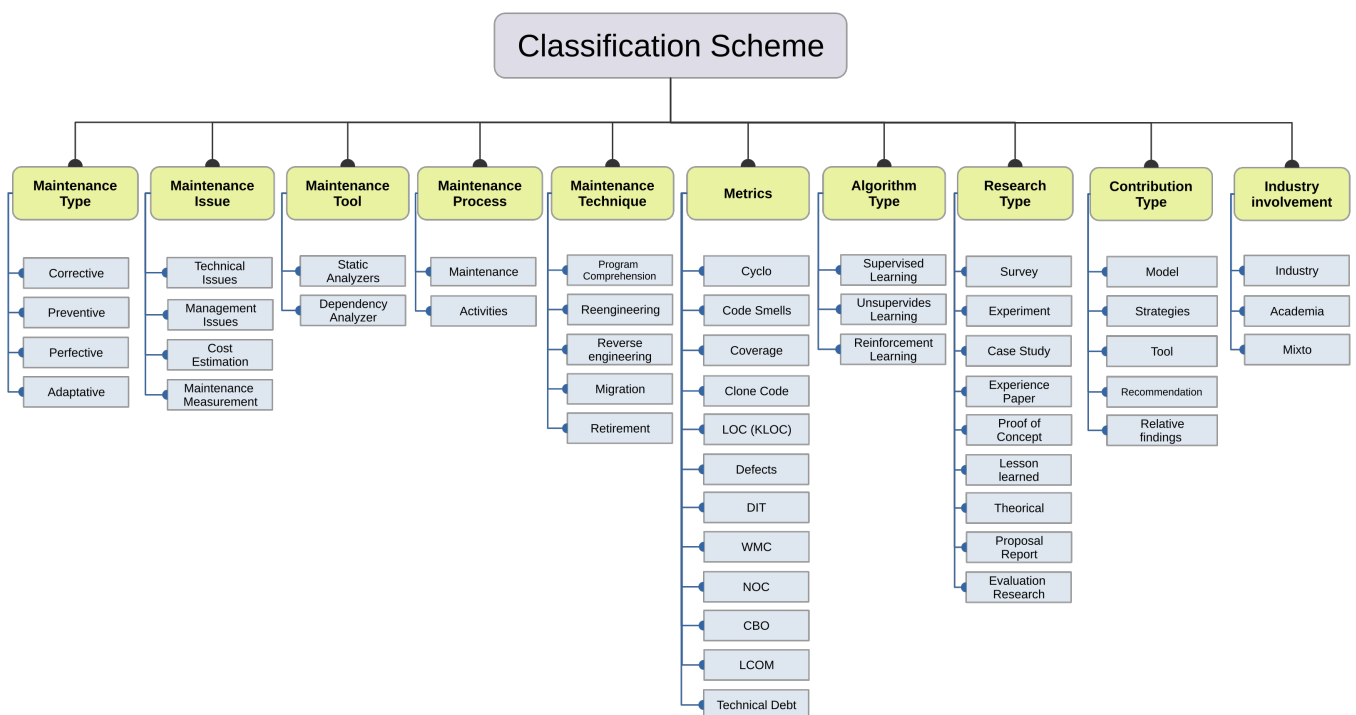 Classification Scheme
Maintenance
Type
Corrective
Preventive
Perfective
Adaptative
Maintenance
Issue
Technical
Issues
Management
Issues
Cost
Estimation
Maintenance
Measurement
Maintenance
Tool
Static
Analyzers
Dependency
Analyzer
Maintenance
Process
Maintenance
Activities
Maintenance
Technique
Program
Comprehension
Reengineering
Reverse
engineering
Migration
Retirement
Metrics
Cyclo
Code Smells
Coverage
Clone Code
LOC (KLOC)
Defects
DIT
WMC
NOC
CBO
LCOM
Technical Debt
Algorithm
Type
Supervised
Learning
Unsupervides
Learning
Reinforcement
Learning
Research
Type
Survey
Experiment
Case Study
Experience
Paper
Proof of
Concept
Lesson
learned
Theorical
Proposal
Report
Evaluation
Research
Contribution
Type
Model
Strategies
Tool
Recommendation
Relative
findings
Industry
involvement
Industry
Academia
Mixto